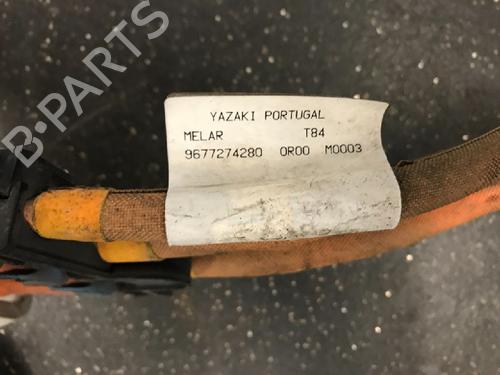 B-PARTS
YAZAKI PORTUGAL
MELAR T84
9677274280 0R00 M0003